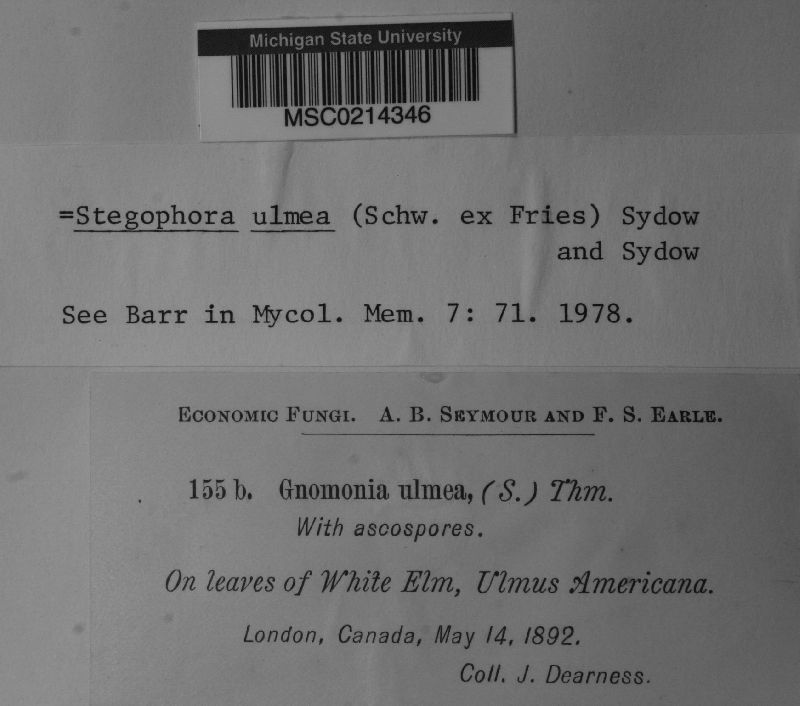 Michigan State University
MSC0214346
=Stegophora ulmea (Schw. ex Fries) Sydow
and Sydow
See Barr in Mycol. Mem. 7: 71. 1978.
Economic Fungi. A. B. Seymour and F. S. Earle.
155 b. Gnomonia ulmea, (S.) Thm.
With ascospores.
On leaves of White Elm, Ulmus Americana.
London, Canada, May 14, 1892.
Coll. J. Dearness.